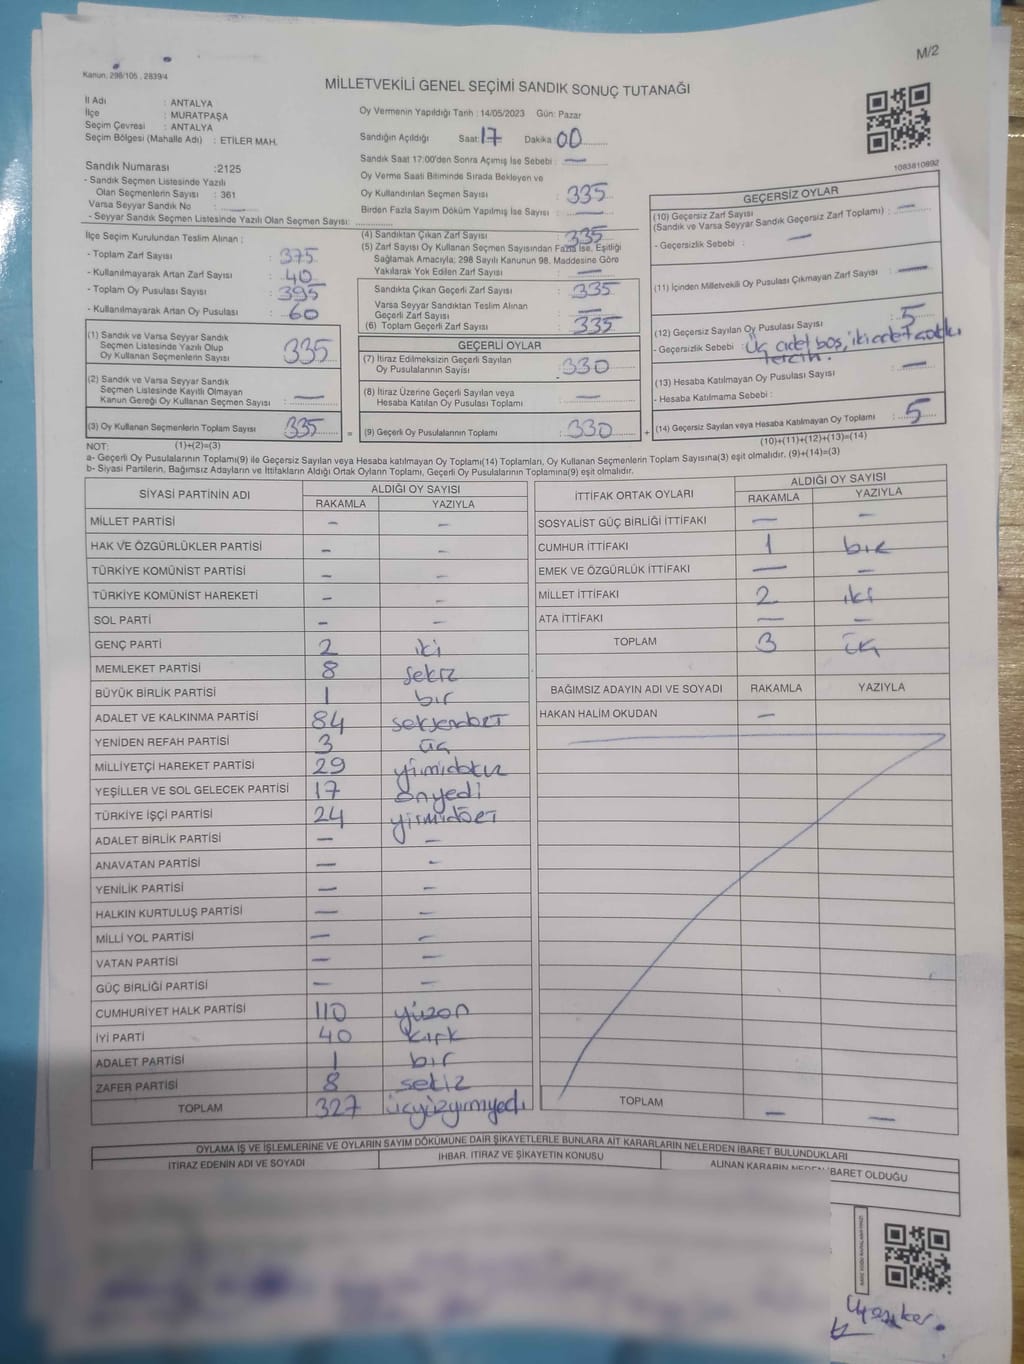 M/2
Kanun. 298/105 , 2839/4
MİLLETVEKİLİ GENEL SEÇİMİ SANDIK SONUÇ TUTANAĞI
İl Adı : ANTALYA
İlçe : MURATPAŞA
Seçim Çevresi : ANTALYA
Seçim Bölgesi (Mahalle Adı) : ETİLER MAH.
Sandık Numarası :2125
- Sandık Seçmen Listesinde Yazılı
Olan Seçmenlerin Sayısı : 361
Varsa Seyyar Sandık No :
- Seyyar Sandık Seçmen Listesinde Yazılı Olan Seçmen Sayısı:
Oy Vermenin Yapıldığı Tarih : 14/05/2023 Gün: Pazar
Sandığın Açıldığı Saat: 17 Dakika 00
Sandık Saat 17:00'den Sonra Açımış İse Sebebi : —
Oy Verme Saati Bitiminde Sırada Bekleyen ve
Oy Kullandırılan Seçmen Sayısı : 335
Birden Fazla Sayım Döküm Yapılmış İse Sayısı : —
1083810892
İlçe Seçim Kurulundan Teslim Alınan ;
- Toplam Zarf Sayısı : 375
- Kullanılmayarak Artan Zarf Sayısı : 40
- Toplam Oy Pusulası Sayısı : 395
- Kullanılmayarak Artan Oy Pusulası : 60
(1) Sandık ve Varsa Seyyar Sandık
Seçmen Listesinde Yazılı Olup
Oy Kullanan Seçmenlerin Sayısı 335
(2) Sandık ve Varsa Seyyar Sandık
Seçmen Listesinde Kayıtlı Olmayan
Kanun Gereği Oy Kullanan Seçmen Sayısı : —
(3) Oy Kullanan Seçmenlerin Toplam Sayısı : 335
(4) Sandıktan Çıkan Zarf Sayısı : 335
(5) Zarf Sayısı Oy Kullanan Seçmen Sayısından Fazla İse, Eşitliği
Sağlamak Amacıyla; 298 Sayılı Kanunun 98. Maddesine Göre
Yakılarak Yok Edilen Zarf Sayısı : —
Sandıkta Çıkan Geçerli Zarf Sayısı : 335
Varsa Seyyar Sandıktan Teslim Alınan
Geçerli Zarf Sayısı : —
(6) Toplam Geçerli Zarf Sayısı : 335
GEÇERLİ OYLAR
(7) İtiraz Edilmeksizin Geçerli Sayılan
Oy Pusulalarının Sayısı : 330
(8) İtiraz Üzerine Geçerli Sayılan veya
Hesaba Katılan Oy Pusulası Toplamı : —
= (9) Geçerli Oy Pusulalarının Toplamı : 330 +
GEÇERSİZ OYLAR
(10) Geçersiz Zarf Sayısı
(Sandık ve Varsa Seyyar Sandık Geçersiz Zarf Toplamı) : —
- Geçersizlik Sebebi : —
(11) İçinden Milletvekili Oy Pusulası Çıkmayan Zarf Sayısı : —
(12) Geçersiz Sayılan Oy Pusulası Sayısı : 5
- Geçersizlik Sebebi : Üç adet boş, iki adet çoklu
tercih.
(13) Hesaba Katılmayan Oy Pusulası Sayısı : —
- Hesaba Katılmama Sebebi :
(14) Geçersiz Sayılan veya Hesaba Katılmayan Oy Toplamı : 5
NOT: (1)+(2)=(3) (10)+(11)+(12)+(13)=(14)
a- Geçerli Oy Pusulalarının Toplamı(9) ile Geçersiz Sayılan veya Hesaba katılmayan Oy Toplamı(14) Toplamları, Oy Kullanan Seçmenlerin Toplam Sayısına(3) eşit olmalıdır. (9)+(14)=(3)
b- Siyasi Partilerin, Bağımsız Adayların ve İttifakların Aldığı Ortak Oyların Toplamı, Geçerli Oy Pusulalarının Toplamına(9) eşit olmalıdır.
SİYASİ PARTİNİN ADI ALDIĞI OY SAYISI
RAKAMLA YAZIYLA
MİLLET PARTİSİ — —
HAK VE ÖZGÜRLÜKLER PARTİSİ — —
TÜRKİYE KOMÜNİST PARTİSİ — —
TÜRKİYE KOMÜNİST HAREKETİ — —
SOL PARTİ — —
GENÇ PARTİ 2 iki
MEMLEKET PARTİSİ 8 sekiz
BÜYÜK BİRLİK PARTİSİ 1 bir
ADALET VE KALKINMA PARTİSİ 84 seksendört
YENİDEN REFAH PARTİSİ 3 üç
MİLLİYETÇİ HAREKET PARTİSİ 29 yirmidokuz
YEŞİLLER VE SOL GELECEK PARTİSİ 17 onyedi
TÜRKİYE İŞÇİ PARTİSİ 24 yirmidört
ADALET BİRLİK PARTİSİ — —
ANAVATAN PARTİSİ — —
YENİLİK PARTİSİ — —
HALKIN KURTULUŞ PARTİSİ — —
MİLLİ YOL PARTİSİ — —
VATAN PARTİSİ — —
GÜÇ BİRLİĞİ PARTİSİ — —
CUMHURİYET HALK PARTİSİ 110 yüzon
İYİ PARTİ 40 kırk
ADALET PARTİSİ 1 bir
ZAFER PARTİSİ 8 sekiz
TOPLAM 327 üçyüzyirmiyedi
İTTİFAK ORTAK OYLARI ALDIĞI OY SAYISI
RAKAMLA YAZIYLA
SOSYALİST GÜÇ BİRLİĞİ İTTİFAKI — —
CUMHUR İTTİFAKI 1 bir
EMEK VE ÖZGÜRLÜK İTTİFAKI — —
MİLLET İTTİFAKI 2 iki
ATA İTTİFAKI — —
TOPLAM 3 üç
BAĞIMSIZ ADAYIN ADI VE SOYADI RAKAMLA YAZIYLA
HAKAN HALİM OKUDAN —
TOPLAM — —
OYLAMA İŞ VE İŞLEMLERİNE VE OYLARIN SAYIM DÖKÜMÜNE DAİR ŞİKAYETLERLE BUNLARA AİT KARARLARIN NELERDEN İBARET BULUNDUKLARI
İTİRAZ EDENİN ADI VE SOYADI İHBAR, İTİRAZ VE ŞİKAYETİN KONUSU ALINAN KARARIN NEDEN İBARET OLDUĞU